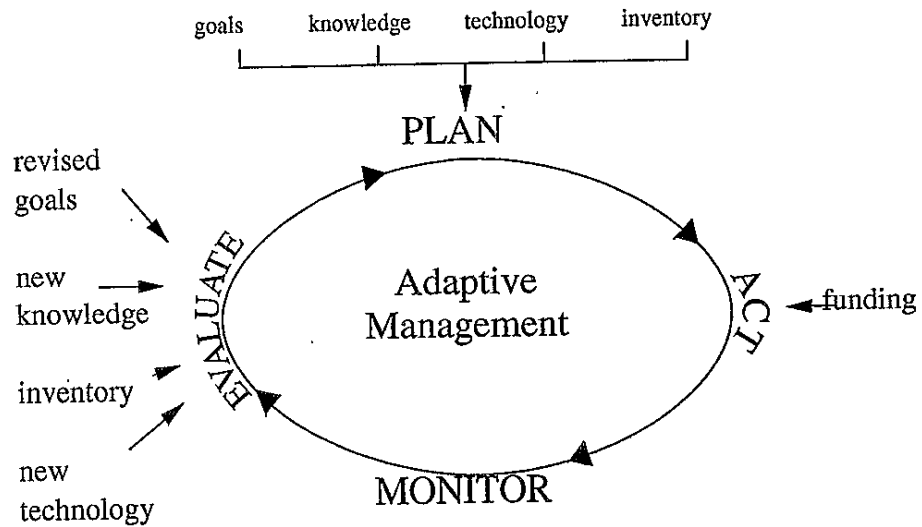 goals knowledge technology inventory
PLAN
revised
goals
new
knowledge
inventory
new
technology
EVALUATE
Adaptive
Management
ACT
funding
MONITOR